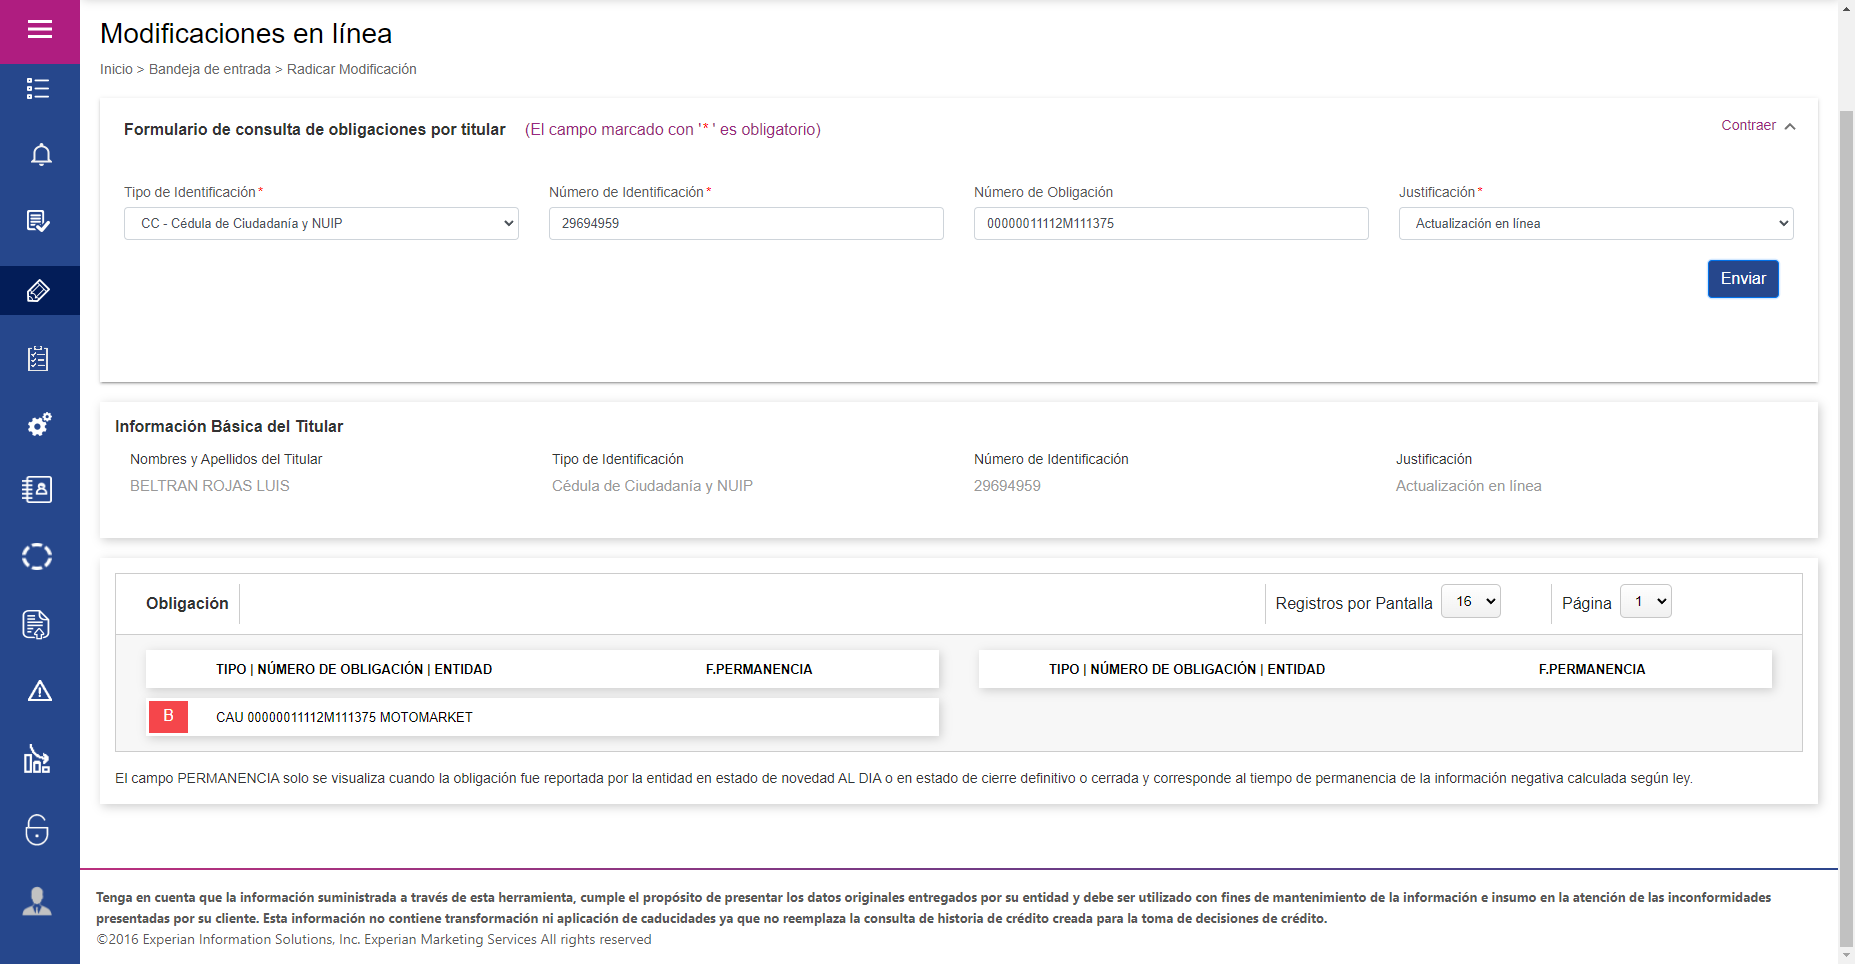 Modificaciones en línea
Inicio > Bandeja de entrada > Radicar Modificación
Formulario de consulta de obligaciones por titular (El campo marcado con '*' es obligatorio)
Contraer
Tipo de Identificación* Número de Identificación* Número de Obligación Justificación*
CC - Cédula de Ciudadanía y NUIP 29694959 00000011112M111375 Actualización en línea
Enviar
Información Básica del Titular
Nombres y Apellidos del Titular Tipo de Identificación Número de Identificación Justificación
BELTRAN ROJAS LUIS Cédula de Ciudadanía y NUIP 29694959 Actualización en línea
Obligación Registros por Pantalla 16 Página 1
TIPO | NÚMERO DE OBLIGACIÓN | ENTIDAD F.PERMANENCIA TIPO | NÚMERO DE OBLIGACIÓN | ENTIDAD F.PERMANENCIA
B CAU 00000011112M111375 MOTOMARKET
El campo PERMANENCIA solo se visualiza cuando la obligación fue reportada por la entidad en estado de novedad AL DIA o en estado de cierre definitivo o cerrada y corresponde al tiempo de permanencia de la información negativa calculada según ley.
Tenga en cuenta que la información suministrada a través de esta herramienta, cumple el propósito de presentar los datos originales entregados por su entidad y debe ser utilizado con fines de mantenimiento de la información e insumo en la atención de las inconformidades
presentadas por su cliente. Esta información no contiene transformación ni aplicación de caducidades ya que no reemplaza la consulta de historia de crédito creada para la toma de decisiones de crédito.
©2016 Experian Information Solutions, Inc. Experian Marketing Services All rights reserved